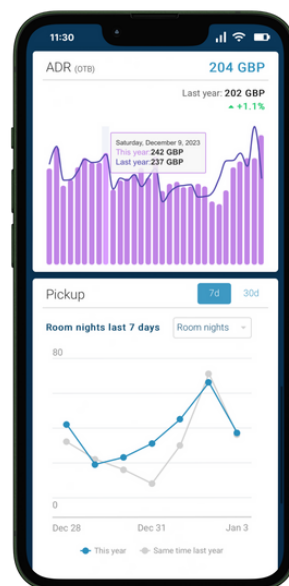 11:30
ADR (OTB) 204 GBP
Last year: 202 GBP
+1.1%
Saturday, December 9, 2023
This year: 242 GBP
Last year: 237 GBP
Pickup 7d 30d
Room nights last 7 days Room nights
80
0
Dec 28 Dec 31 Jan 3
This year Same time last year